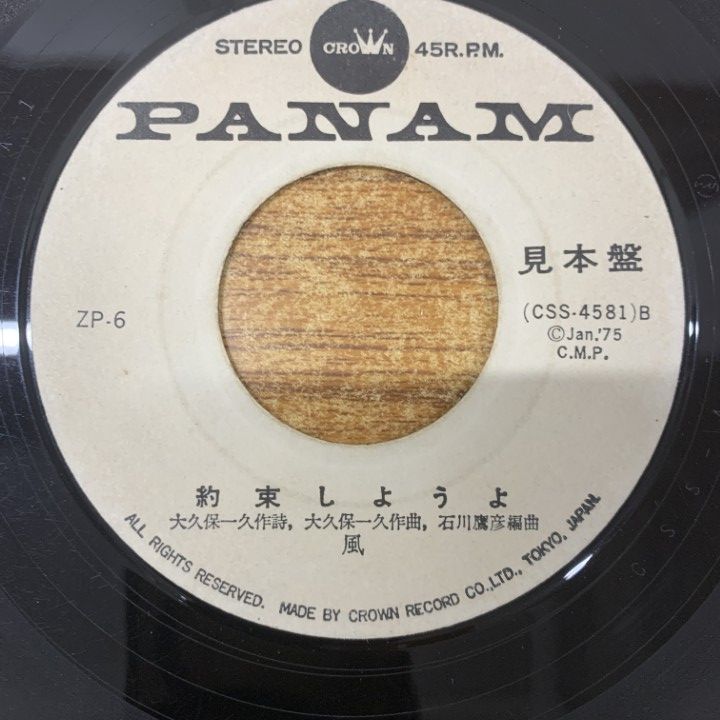 STEREO CROWN 45R.P.M.
PANAM
見本盤
ZP-6
(CSS-4581)B
©Jan.'75
C.M.P.
約束しようよ
大久保一久作詩, 大久保一久作曲, 石川鷹彦編曲
風
ALL RIGHTS RESERVED. MADE BY CROWN RECORD CO.,LTD., TOKYO, JAPAN.